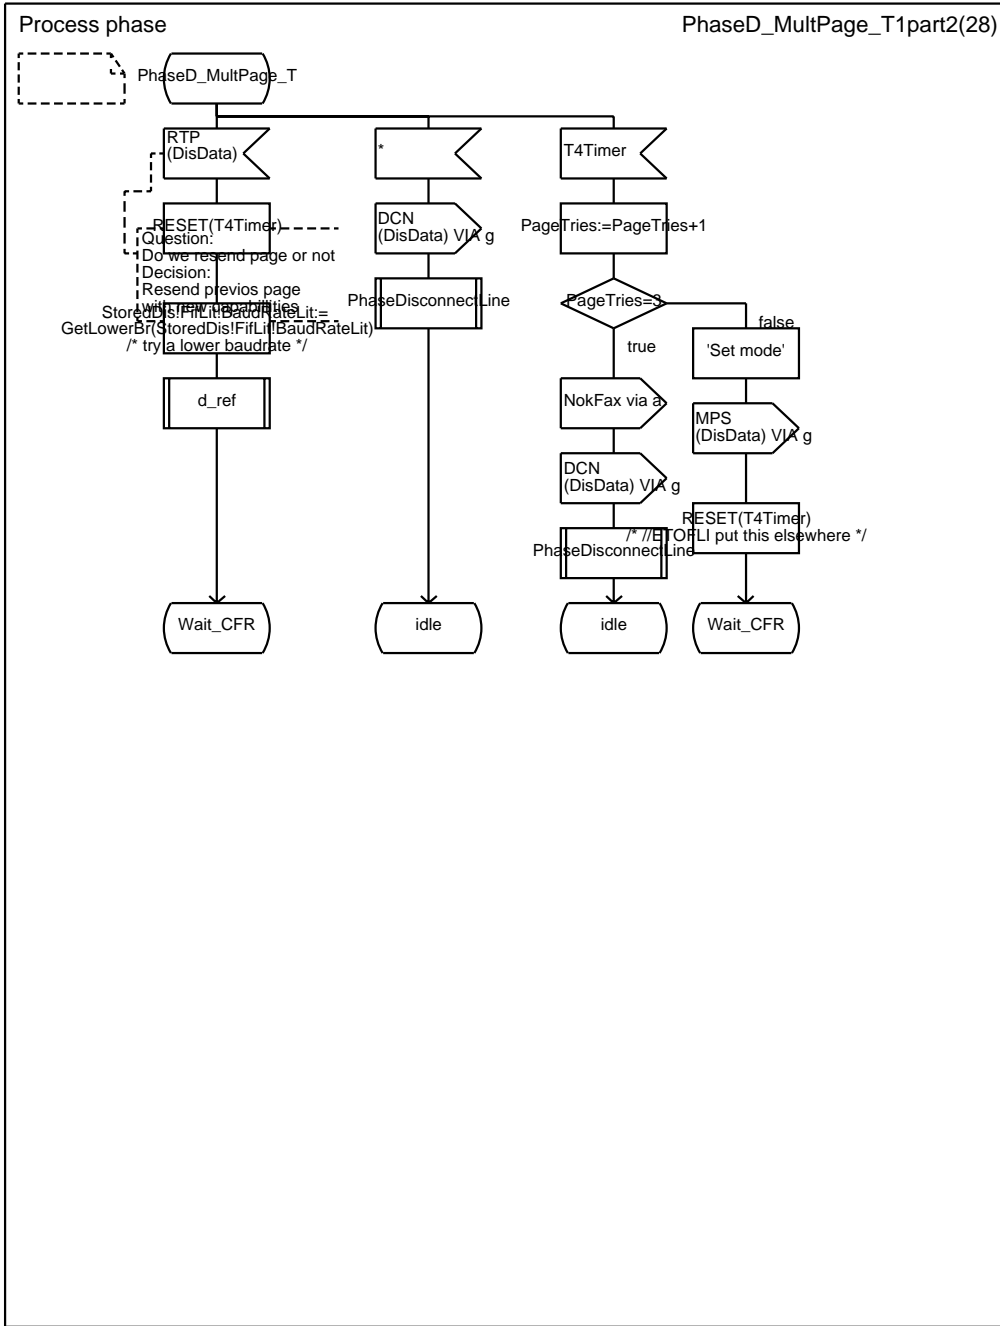 Process phase
PhaseD_MultPage_T1part2(28)
PhaseD_MultPage_T
RTP
(DisData)
RESET(T4Timer)
Question:
Do we resend page or not
Decision:
Resend previos page
with new capabilities
StoredDis!FifLit!BaudRateLit:=
GetLowerBr(StoredDis!FifLit!BaudRateLit)
/* try a lower baudrate */
d_ref
Wait_CFR
*
DCN
(DisData) VIA g
PhaseDisconnectLine
idle
T4Timer
PageTries:=PageTries+1
PageTries=3
true
NokFax via a
DCN
(DisData) VIA g
PhaseDisconnectLine
idle
false
'Set mode'
MPS
(DisData) VIA g
RESET(T4Timer)
/* //ETOFLI put this elsewhere */
Wait_CFR